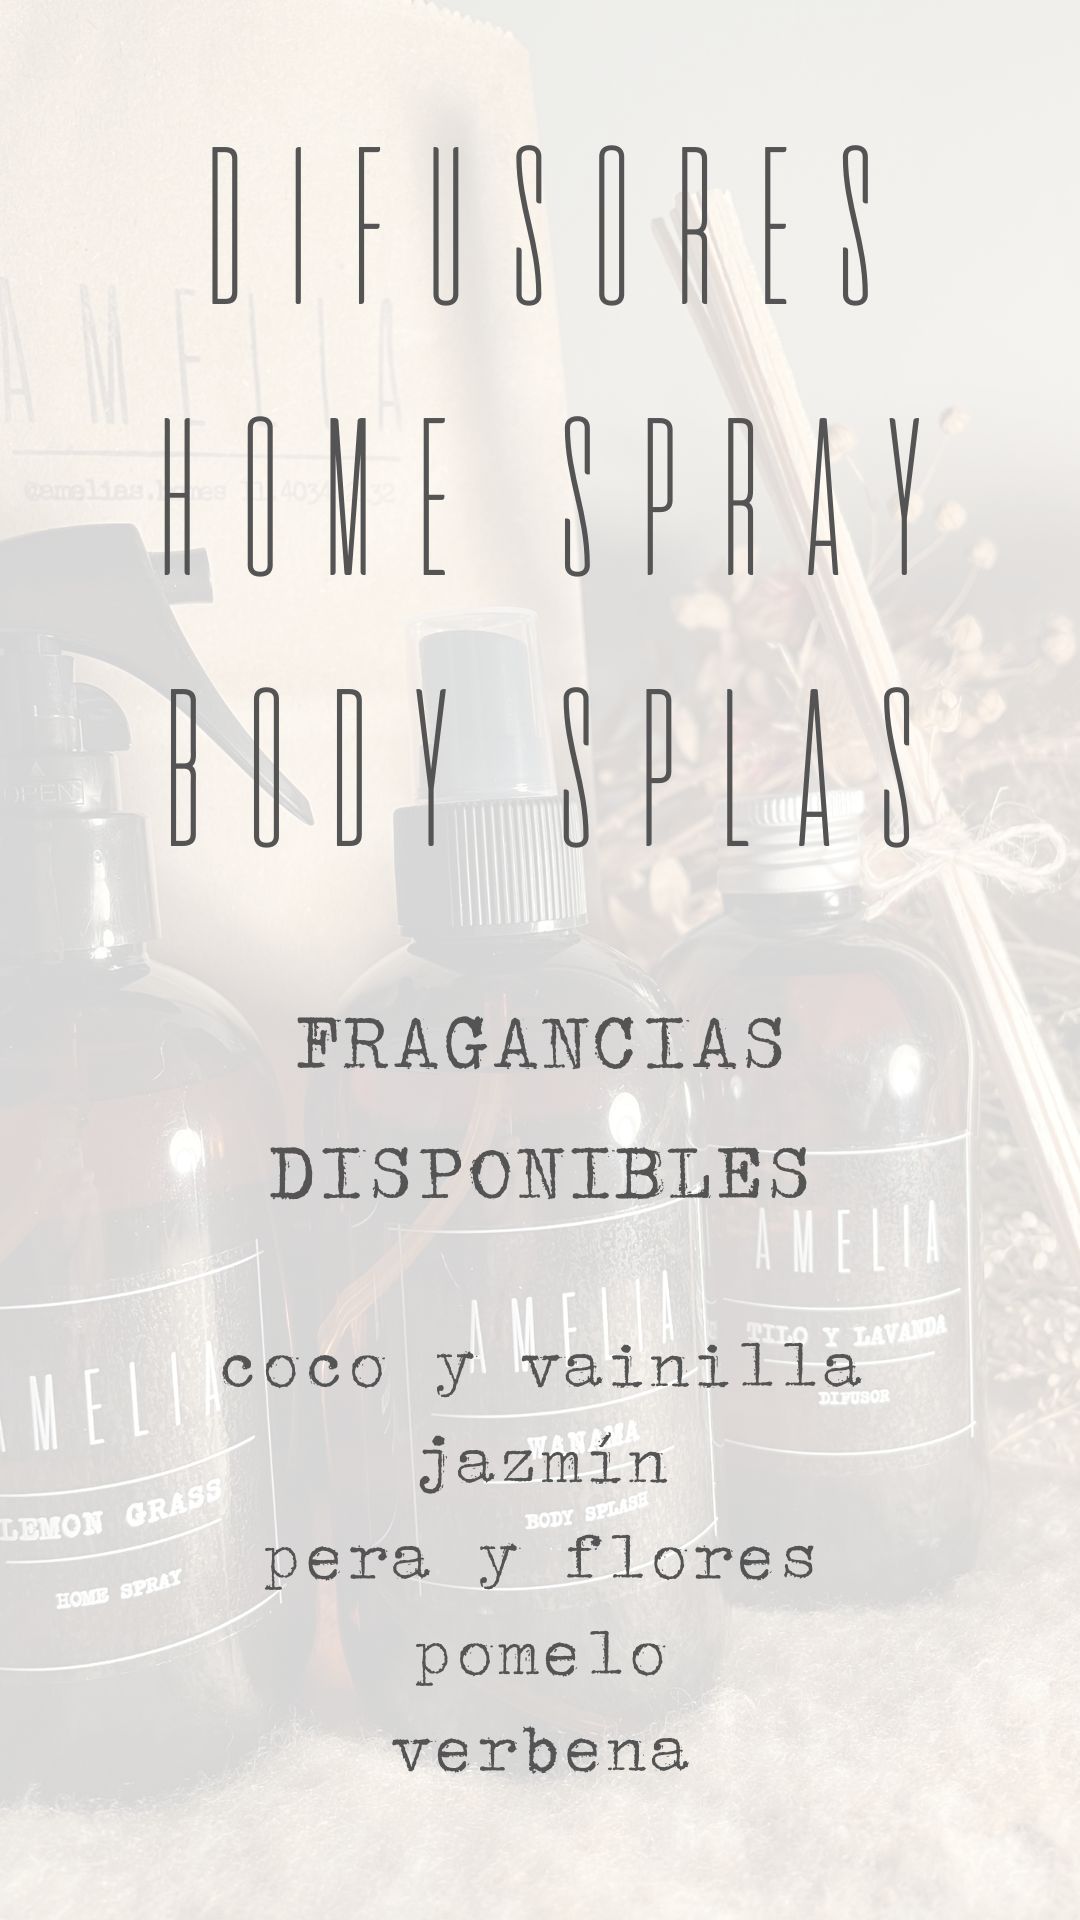 DIFUSORES
HOME SPRAY
BODY SPLAS
FRAGANCIAS
DISPONIBLES
coco y vainilla
jazmín
pera y flores
pomelo
verbena
AMELIA
AMELIA
TILO Y LAVANDA
DIFUSOR
AMELIA
WANAMA
BODY SPLASH
AMELIA
LEMON GRASS
HOME SPRAY
OPEN